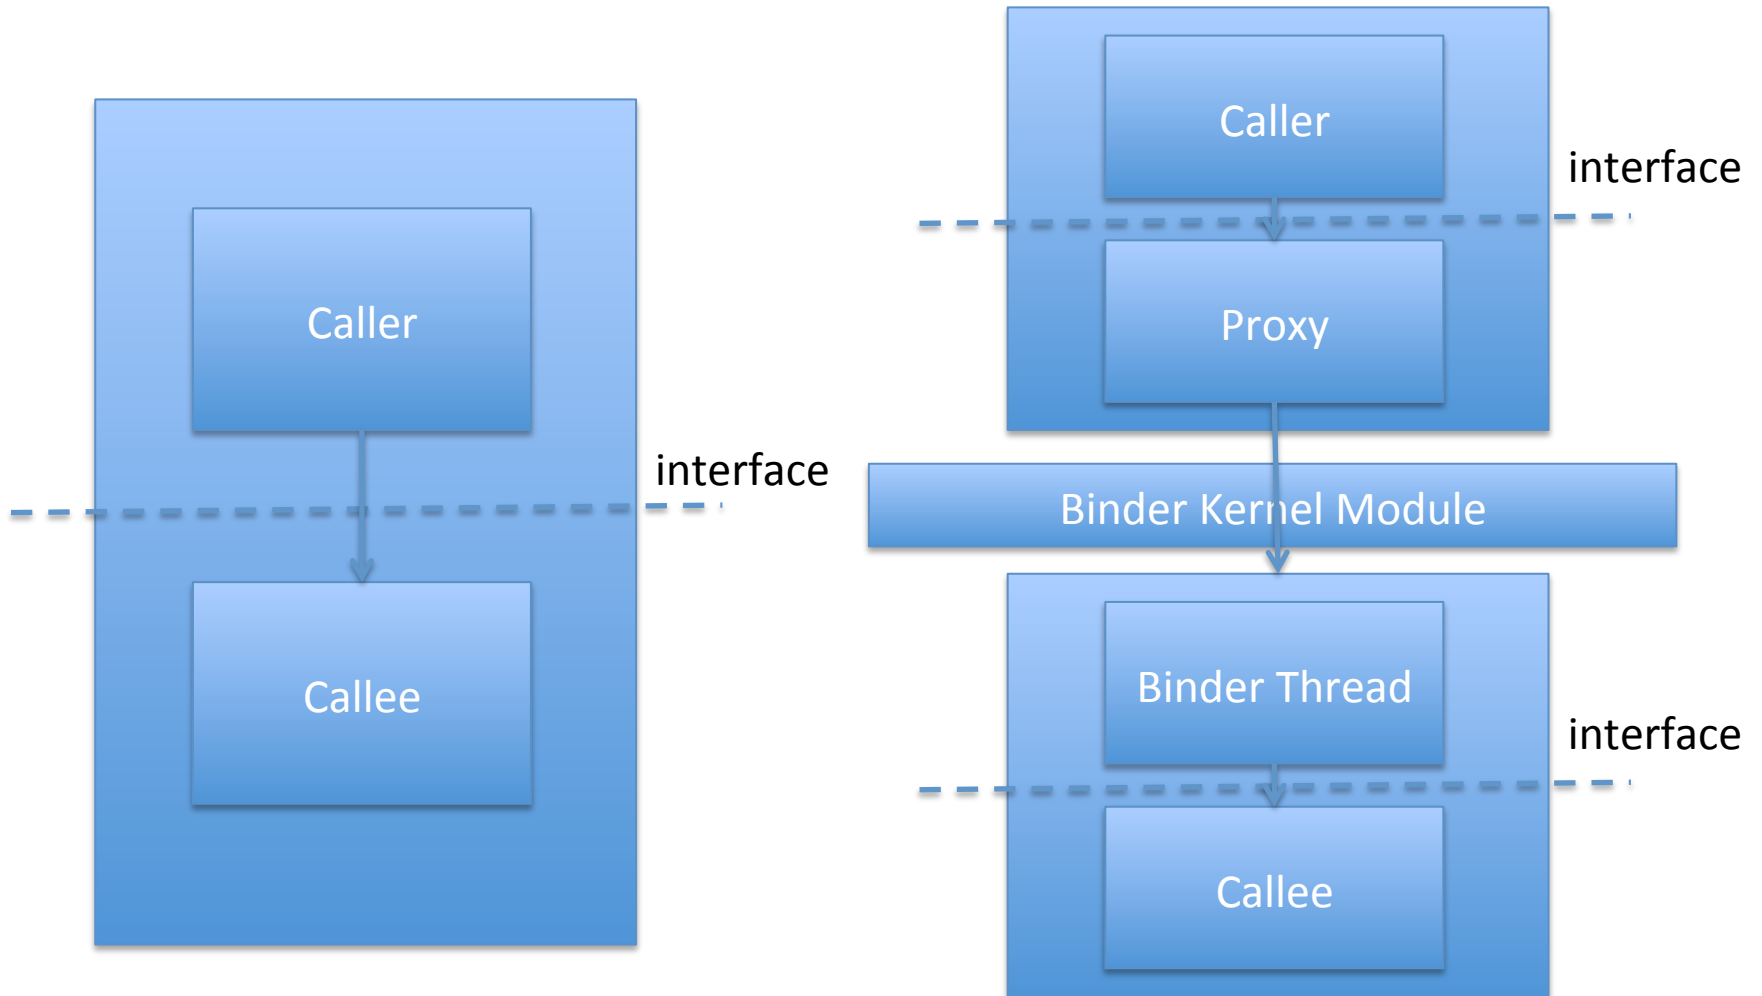 Caller
interface
Callee
Caller
interface
Proxy
Binder Kernel Module
Binder Thread
interface
Callee